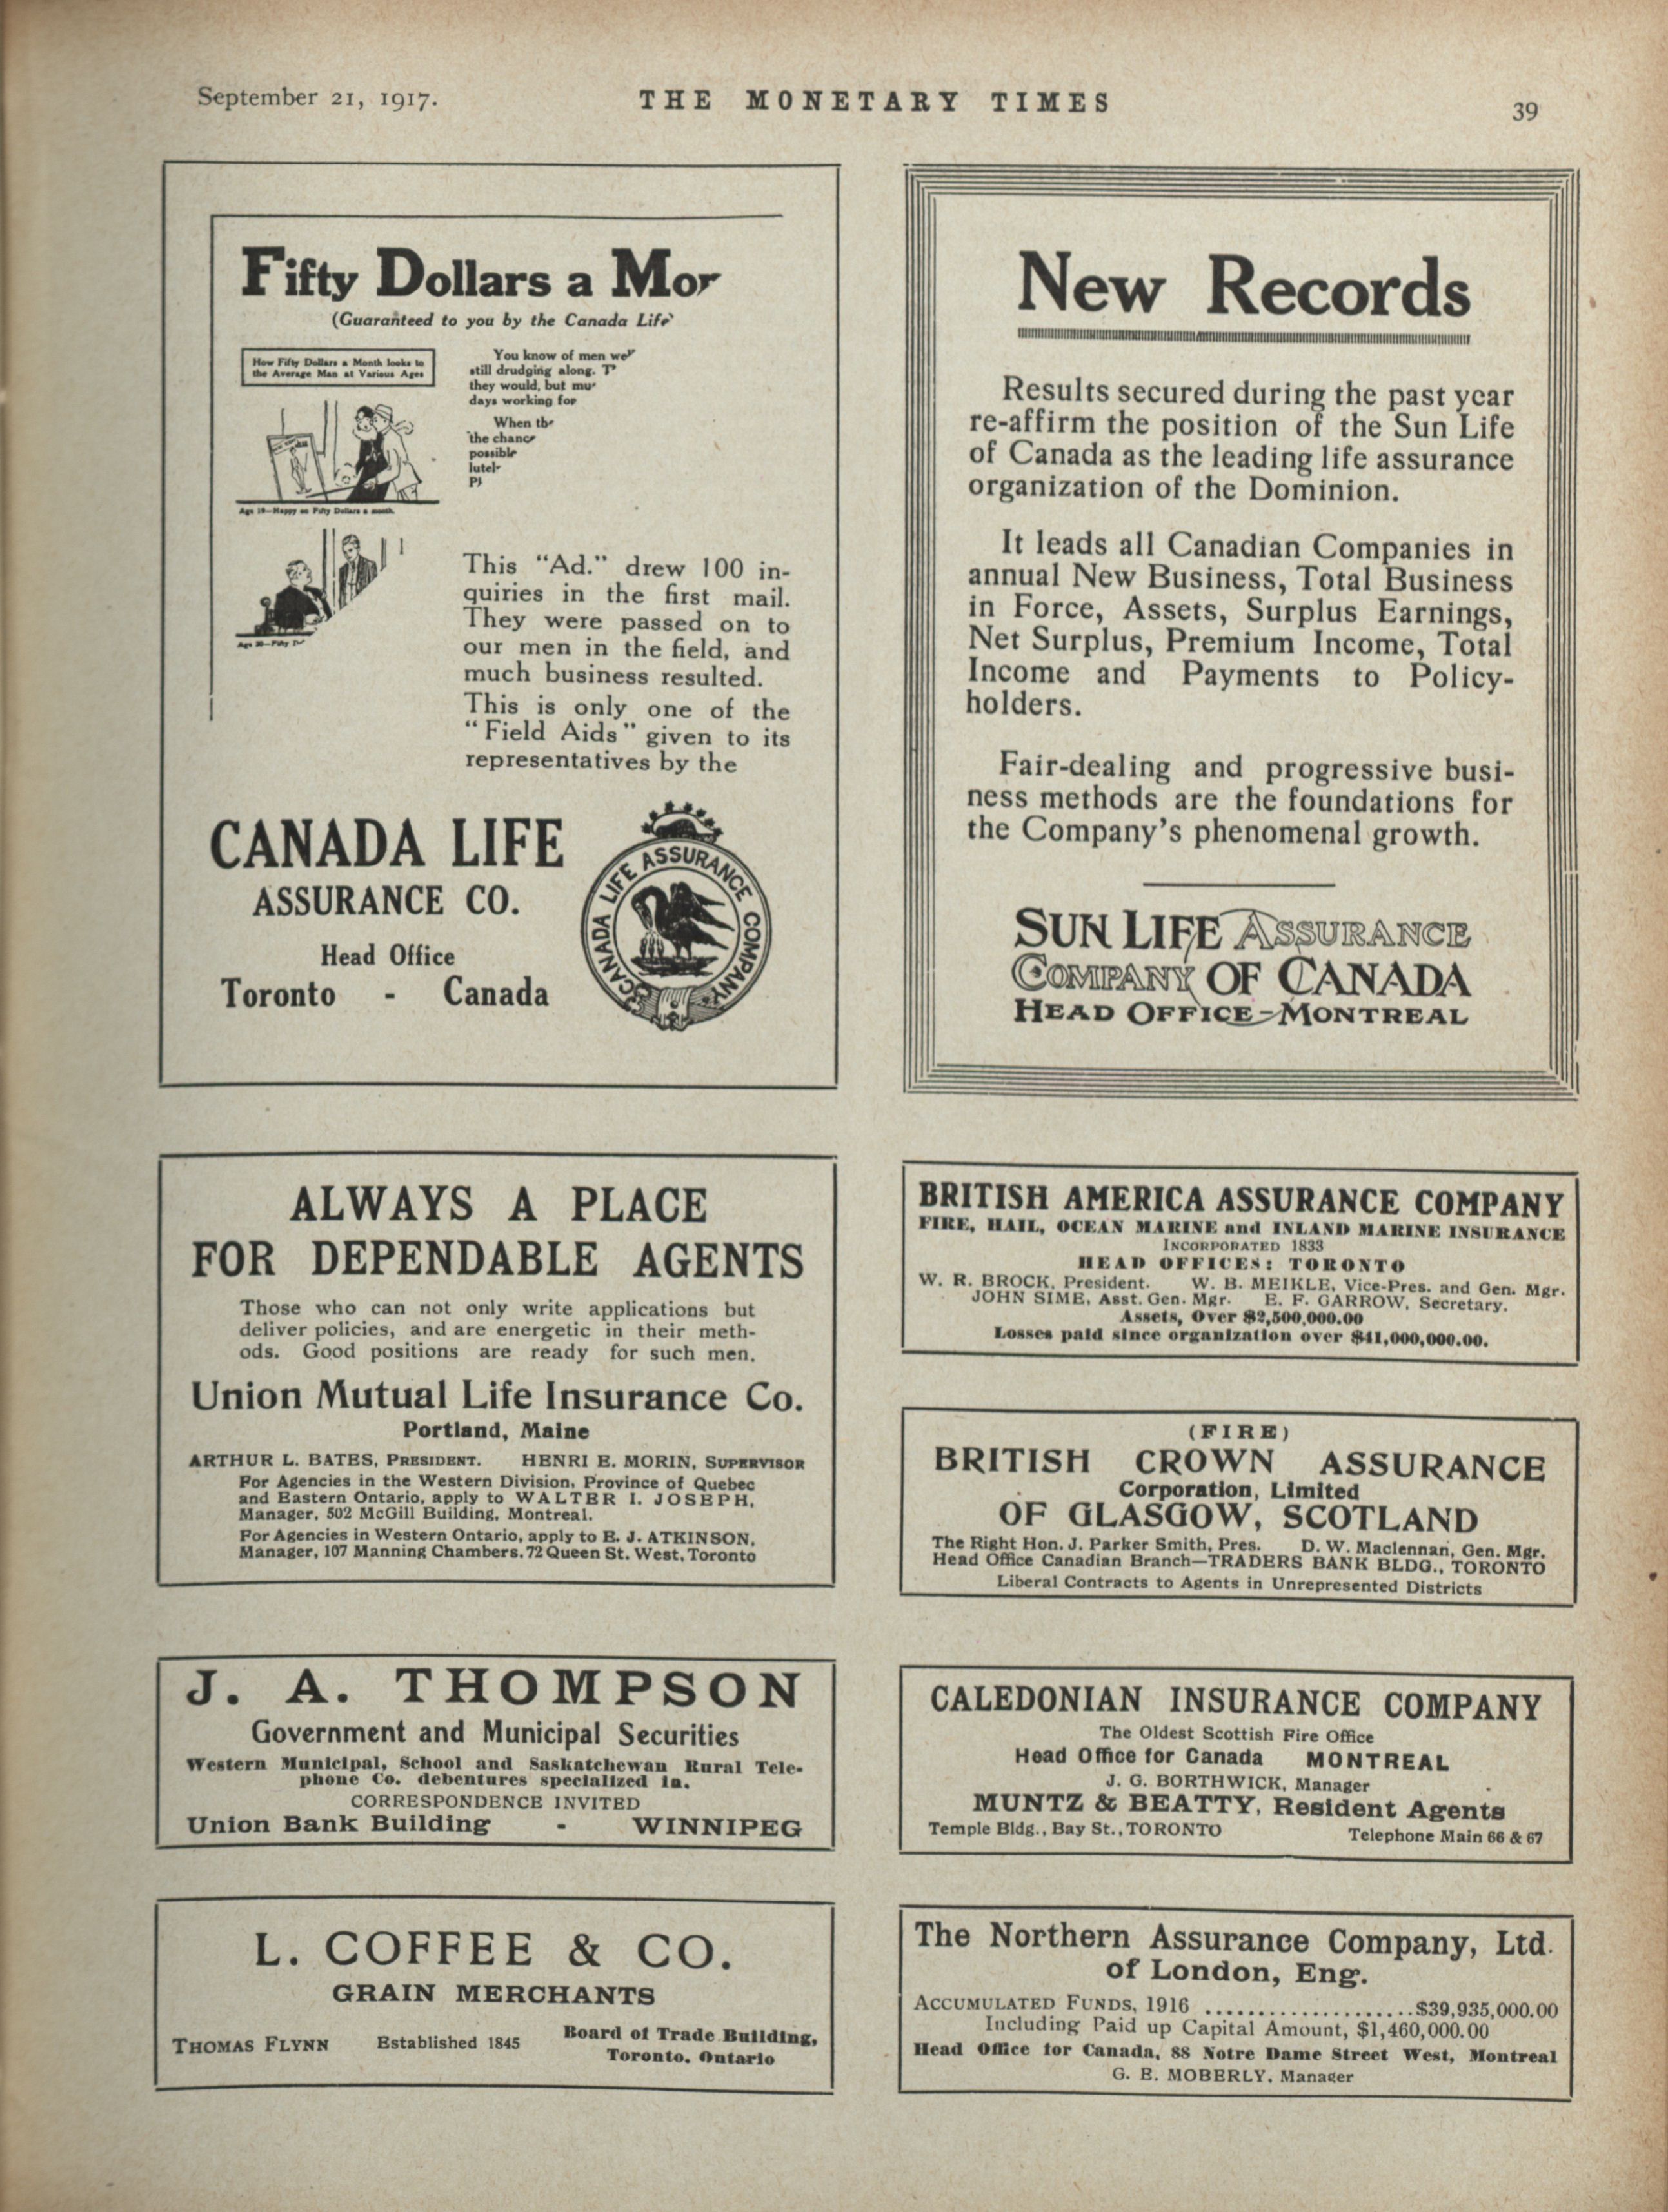 September 21, 1917.
THE MONETARY TIMES
39
Fifty Dollars a Mor
(Guaranteed to you by the Canada Life
How Fifty Dollars a Month looks to
the Average Man at Various Ages
You know of men
still drudging along.
they would, but
days working for
When
the
Age 19—Happy on Fifty Dollars a month.
This "Ad." drew 100 in-
quiries in the first mail.
They were passed on to
our men in the field, and
much business resulted.
This is only one of the
"Field Aids" given to its
representatives by the
CANADA LIFE
ASSURANCE CO.
Head Office
Toronto - Canada
CANADA LIFE ASSURANCE COMPANY
New Records
Results secured during the past year
re-affirm the position of the Sun Life
of Canada as the leading life assurance
organization of the Dominion.
It leads all Canadian Companies in
annual New Business, Total Business
in Force, Assets, Surplus Earnings,
Net Surplus, Premium Income, Total
Income and Payments to Policy-
holders.
Fair-dealing and progressive busi-
ness methods are the foundations for
the Company's phenomenal growth.
SUN LIFE ASSURANCE
COMPANY OF CANADA
HEAD OFFICE-MONTREAL
ALWAYS A PLACE
FOR DEPENDABLE AGENTS
Those who can not only write applications but
deliver policies, and are energetic in their meth-
ods. Good positions are ready for such men.
Union Mutual Life Insurance Co.
Portland, Maine
ARTHUR L. BATES, PRESIDENT. HENRI E. MORIN, SUPERVISOR
For Agencies in the Western Division, Province of Quebec
and Eastern Ontario, apply to WALTER I. JOSEPH,
Manager, 502 McGill Building, Montreal.
For Agencies in Western Ontario, apply to E. J. ATKINSON,
Manager, 107 Manning Chambers, 72 Queen St. West, Toronto
BRITISH AMERICA ASSURANCE COMPANY
FIRE, HAIL, OCEAN MARINE and INLAND MARINE INSURANCE
INCORPORATED 1833
HEAD OFFICES: TORONTO
W. R. BROCK, President. W. B. MEIKLE, Vice-Pres. and Gen. Mgr.
JOHN SIME, Asst. Gen. Mgr. E. F. GARROW, Secretary.
Assets, Over $2,500,000.00
Losses paid since organization over $41,000,000.00.
(FIRE)
BRITISH CROWN ASSURANCE
Corporation, Limited
OF GLASGOW, SCOTLAND
The Right Hon. J. Parker Smith, Pres. D. W. Maclennan, Gen. Mgr.
Head Office Canadian Branch—TRADERS BANK BLDG., TORONTO
Liberal Contracts to Agents in Unrepresented Districts
J. A. THOMPSON
Government and Municipal Securities
Western Municipal, School and Saskatchewan Rural Tele-
phone Co. debentures specialized in.
CORRESPONDENCE INVITED
Union Bank Building - WINNIPEG
CALEDONIAN INSURANCE COMPANY
The Oldest Scottish Fire Office
Head Office for Canada MONTREAL
J. G. BORTHWICK, Manager
MUNTZ & BEATTY, Resident Agents
Temple Bldg., Bay St., TORONTO Telephone Main 66 & 67
L. COFFEE & CO.
GRAIN MERCHANTS
THOMAS FLYNN Established 1845 Board of Trade Building,
Toronto, Ontario
The Northern Assurance Company, Ltd.
of London, Eng.
ACCUMULATED FUNDS, 1916 ....................$39,935,000.00
Including Paid up Capital Amount, $1,460,000.00
Head Office for Canada, 88 Notre Dame Street West, Montreal
G. E. MOBERLY, Manager